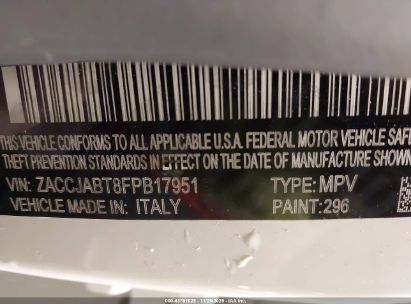 THIS VEHICLE CONFORMS TO ALL APPLICABLE U.S.A. FEDERAL MOTOR VEHICLE SAFE
THEFT PREVENTION STANDARDS IN EFFECT ON THE DATE OF MANUFACTURE SHOWN
VIN: ZACCJABT8FPB17951 TYPE: MPV
VEHICLE MADE IN ITALY PAINT: 296